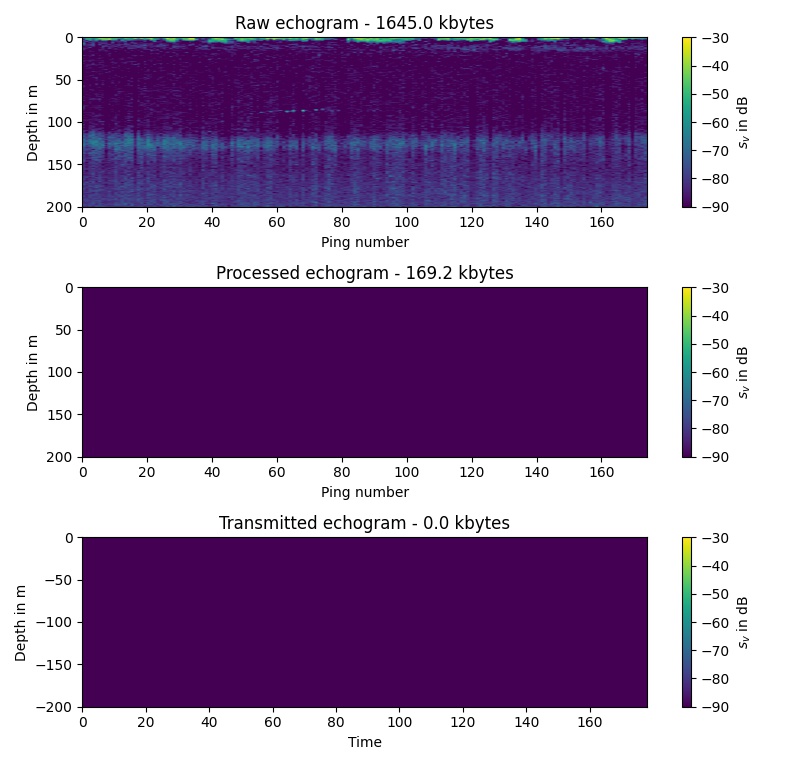 Raw echogram - 1645.0 kbytes
0
50
100
150
200
Depth in m
0 20 40 60 80 100 120 140 160
Ping number
−30
−40
−50
−60
−70
−80
−90
sv in dB
Processed echogram - 169.2 kbytes
0
50
100
150
200
Depth in m
0 20 40 60 80 100 120 140 160
Ping number
−30
−40
−50
−60
−70
−80
−90
sv in dB
Transmitted echogram - 0.0 kbytes
0
−50
−100
−150
−200
Depth in m
0 20 40 60 80 100 120 140 160
Time
−30
−40
−50
−60
−70
−80
−90
sv in dB